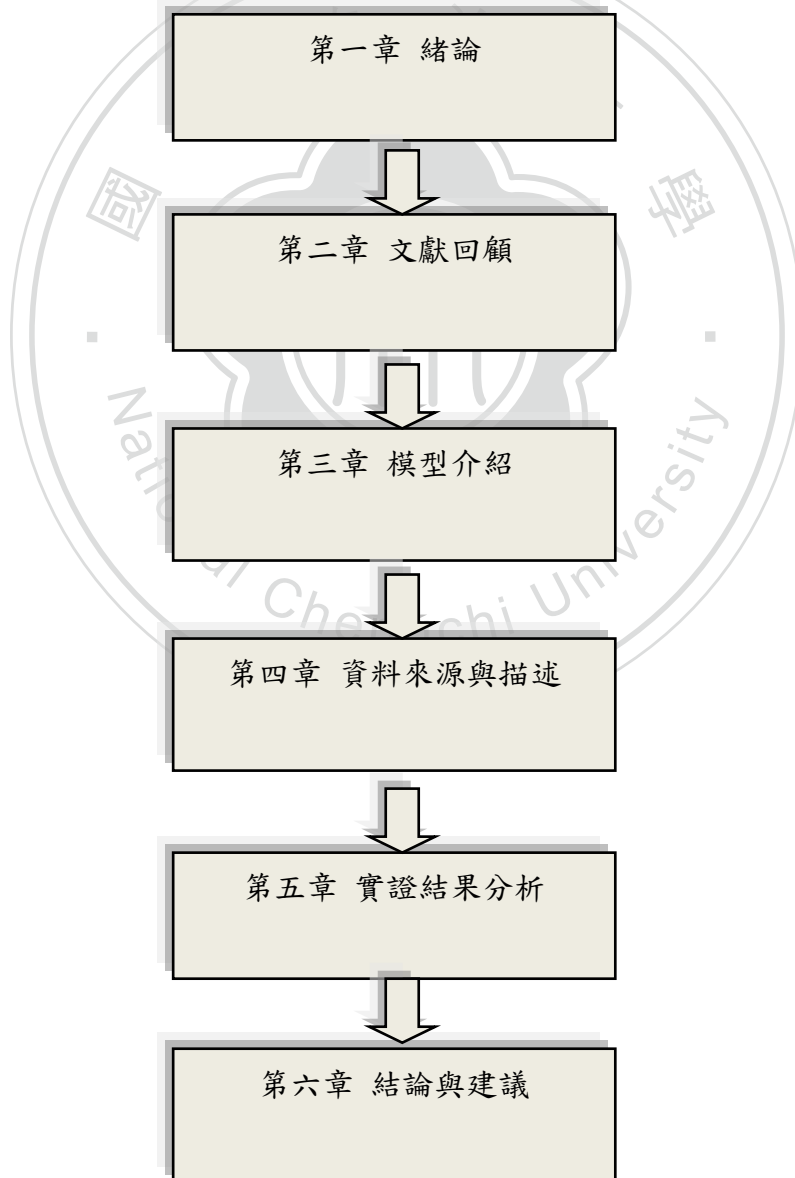 第一章 緒論
國
學
第二章 文獻回顧
第三章 模型介紹
第四章 資料來源與描述
第五章 實證結果分析
第六章 結論與建議